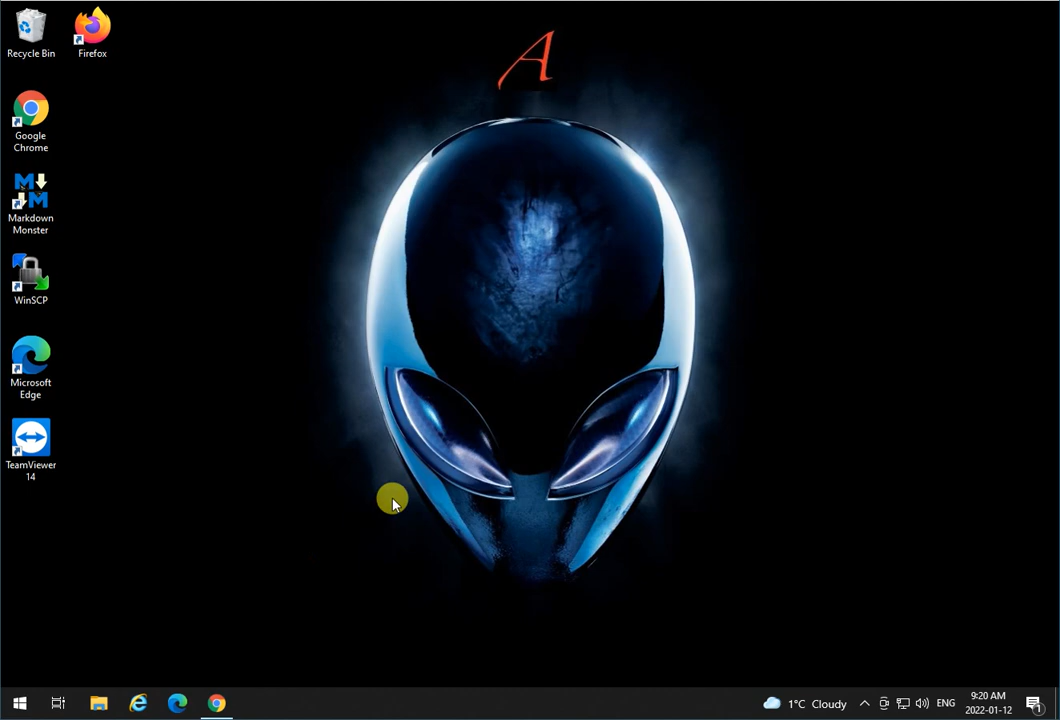 Recycle Bin
Firefox
A
Google
Chrome
Markdown
Monster
WinSCP
Microsoft
Edge
TeamViewer
14
1°C Cloudy
ENG
9:20 AM
2022-01-12
1